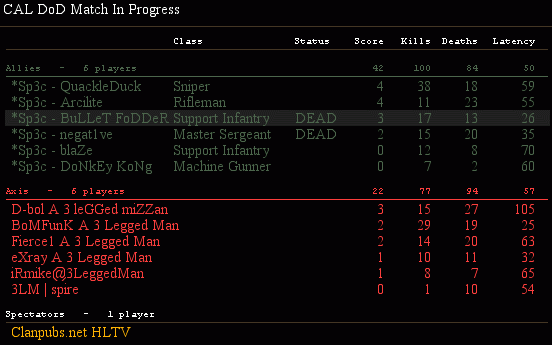 CAL DoD Match In Progress
Class Status Score Kills Deaths Latency
Allies - 6 players 42 100 84 50
*Sp3c - QuackleDuck Sniper 4 38 18 59
*Sp3c - Arcilite Rifleman 4 11 23 55
*Sp3c - BuLLeT FoDDeR Support Infantry DEAD 3 17 13 26
*Sp3c - negat1ve Master Sergeant DEAD 2 15 20 35
*Sp3c - blaZe Support Infantry 0 12 8 70
*Sp3c - DoNkEy KoNg Machine Gunner 0 7 2 60
Axis - 6 players 22 77 94 57
D-bol A 3 leGGed miZZan 3 15 27 105
BoMFunK A 3 Legged Man 2 29 19 25
Fierce1 A 3 Legged Man 2 14 20 63
eXray A 3 Legged Man 1 10 11 32
iRmike@3LeggedMan 1 8 7 65
3LM | spire 0 1 10 54
Spectators - 1 player
Clanpubs.net HLTV